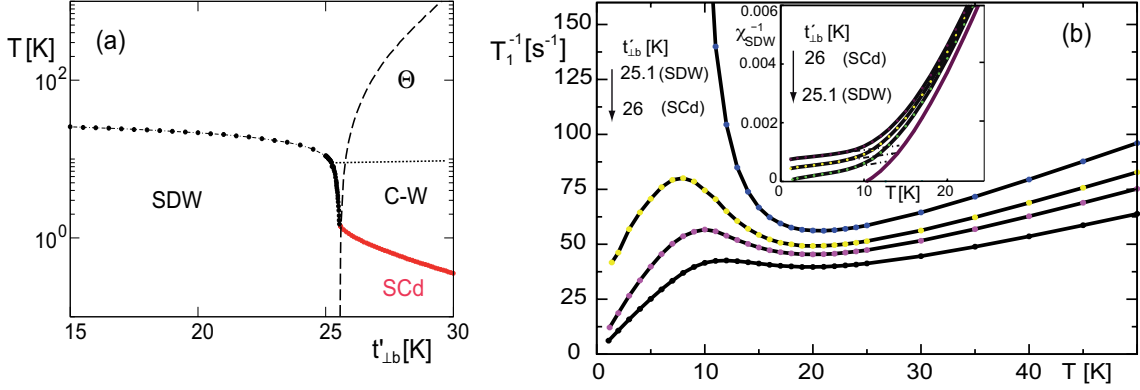 (a)
T [K]
10²
10⁰
Θ
SDW
C-W
SCd
15
20
25
30
t'⊥b [K]
(b)
T₁⁻¹ [s⁻¹]
150
125
100
75
50
25
0
t'⊥b [K]
25.1 (SDW)
26 (SCd)
0
10
20
30
40
T [K]
χ⁻¹SDW
0.006
0.004
0.002
0
t'⊥b [K]
26 (SCd)
25.1 (SDW)
0
10
20
T[K]